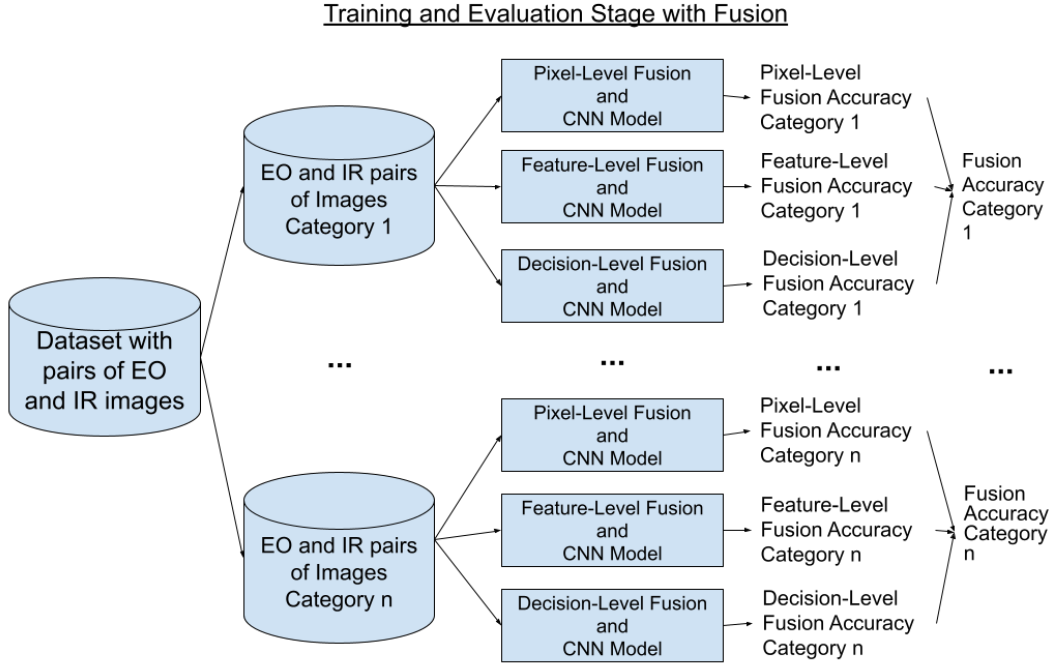 Training and Evaluation Stage with Fusion
Dataset with
pairs of EO
and IR images
EO and IR pairs
of Images
Category 1
Pixel-Level Fusion
and
CNN Model
Pixel-Level
Fusion Accuracy
Category 1
Feature-Level Fusion
and
CNN Model
Feature-Level
Fusion Accuracy
Category 1
Decision-Level Fusion
and
CNN Model
Decision-Level
Fusion Accuracy
Category 1
Fusion
Accuracy
Category
1
...
...
...
...
EO and IR pairs
of Images
Category n
Pixel-Level Fusion
and
CNN Model
Pixel-Level
Fusion Accuracy
Category n
Feature-Level Fusion
and
CNN Model
Feature-Level
Fusion Accuracy
Category n
Decision-Level Fusion
and
CNN Model
Decision-Level
Fusion Accuracy
Category n
Fusion
Accuracy
Category
n